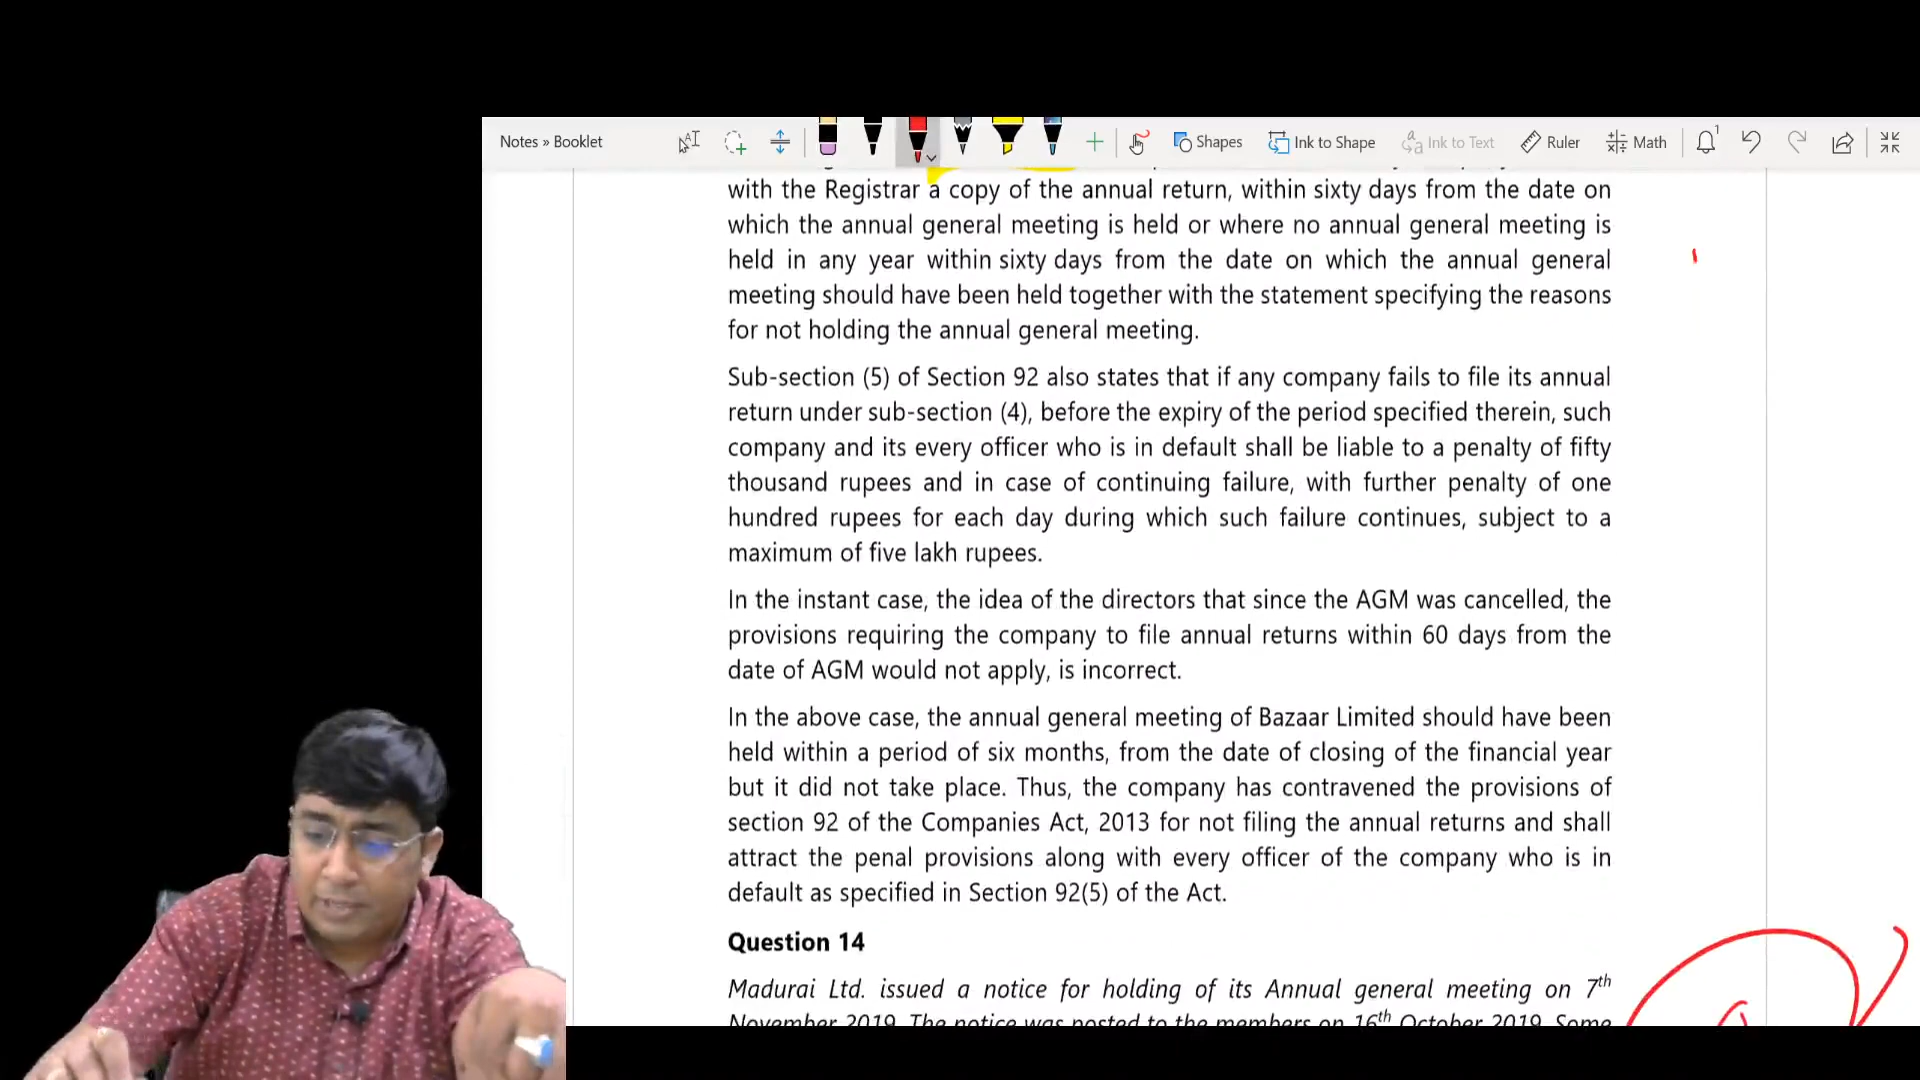 Notes » Booklet
Shapes
Ink to Shape
Ink to Text
Ruler
Math
1
with the Registrar a copy of the annual return, within sixty days from the date on
which the annual general meeting is held or where no annual general meeting is
held in any year within sixty days from the date on which the annual general
meeting should have been held together with the statement specifying the reasons
for not holding the annual general meeting.
Sub-section (5) of Section 92 also states that if any company fails to file its annual
return under sub-section (4), before the expiry of the period specified therein, such
company and its every officer who is in default shall be liable to a penalty of fifty
thousand rupees and in case of continuing failure, with further penalty of one
hundred rupees for each day during which such failure continues, subject to a
maximum of five lakh rupees.
In the instant case, the idea of the directors that since the AGM was cancelled, the
provisions requiring the company to file annual returns within 60 days from the
date of AGM would not apply, is incorrect.
In the above case, the annual general meeting of Bazaar Limited should have been
held within a period of six months, from the date of closing of the financial year
but it did not take place. Thus, the company has contravened the provisions of
section 92 of the Companies Act, 2013 for not filing the annual returns and shall
attract the penal provisions along with every officer of the company who is in
default as specified in Section 92(5) of the Act.
Question 14
Madurai Ltd. issued a notice for holding of its Annual general meeting on 7th
November 2019. The notice was posted to the members on 16th October 2019. Some